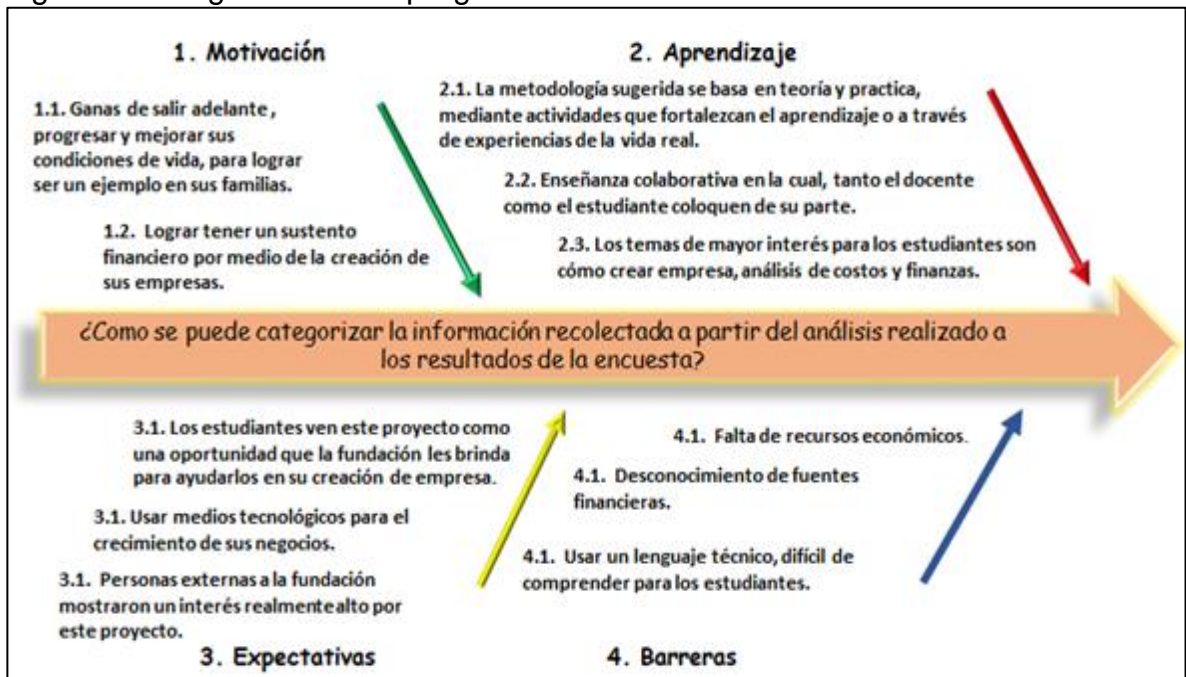 1. Motivación
1.1. Ganas de salir adelante,
progresar y mejorar sus
condiciones de vida, para lograr
ser un ejemplo en sus familias.
1.2. Lograr tener un sustento
financiero por medio de la creación de
sus empresas.
2. Aprendizaje
2.1. La metodología sugerida se basa en teoría y practica,
mediante actividades que fortalezcan el aprendizaje o a través
de experiencias de la vida real.
2.2. Enseñanza colaborativa en la cual, tanto el docente
como el estudiante coloquen de su parte.
2.3. Los temas de mayor interés para los estudiantes son
cómo crear empresa, análisis de costos y finanzas.
¿Como se puede categorizar la información recolectada a partir del análisis realizado a
los resultados de la encuesta?
3.1. Los estudiantes ven este proyecto como
una oportunidad que la fundación les brinda
para ayudarlos en su creación de empresa.
3.1. Usar medios tecnológicos para el
crecimiento de sus negocios.
3.1. Personas externas a la fundación
mostraron un interés realmente alto por
este proyecto.
3. Expectativas
4.1. Falta de recursos económicos.
4.1. Desconocimiento de fuentes
financieras.
4.1. Usar un lenguaje técnico, difícil de
comprender para los estudiantes.
4. Barreras